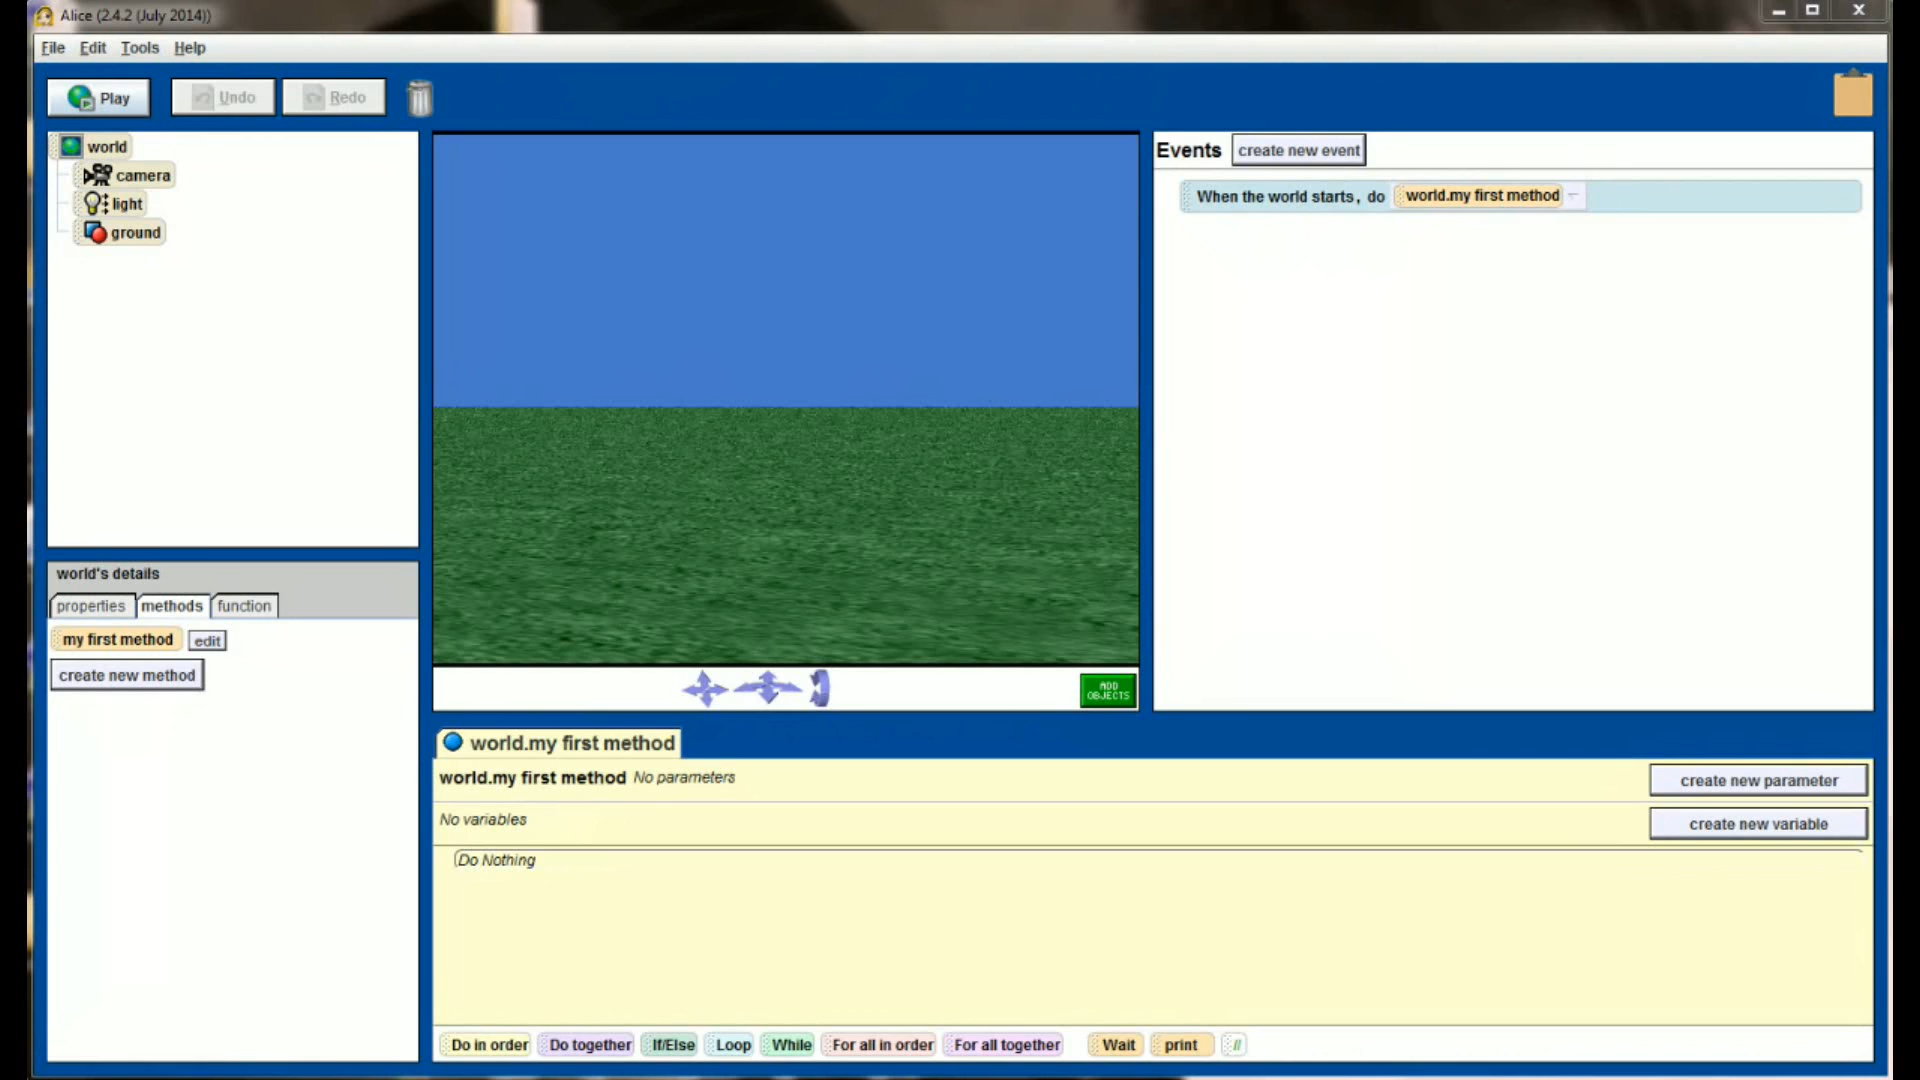 Alice (2.4.2 (July 2014))
File Edit Tools Help
Play Undo Redo
world
camera
light
ground
Events create new event
When the world starts, do world.my first method
world's details
properties methods function
my first method edit
create new method
ADD OBJECTS
world.my first method
world.my first method No parameters
create new parameter
No variables
create new variable
Do Nothing
Do in order Do together If/Else Loop While For all in order For all together Wait print //